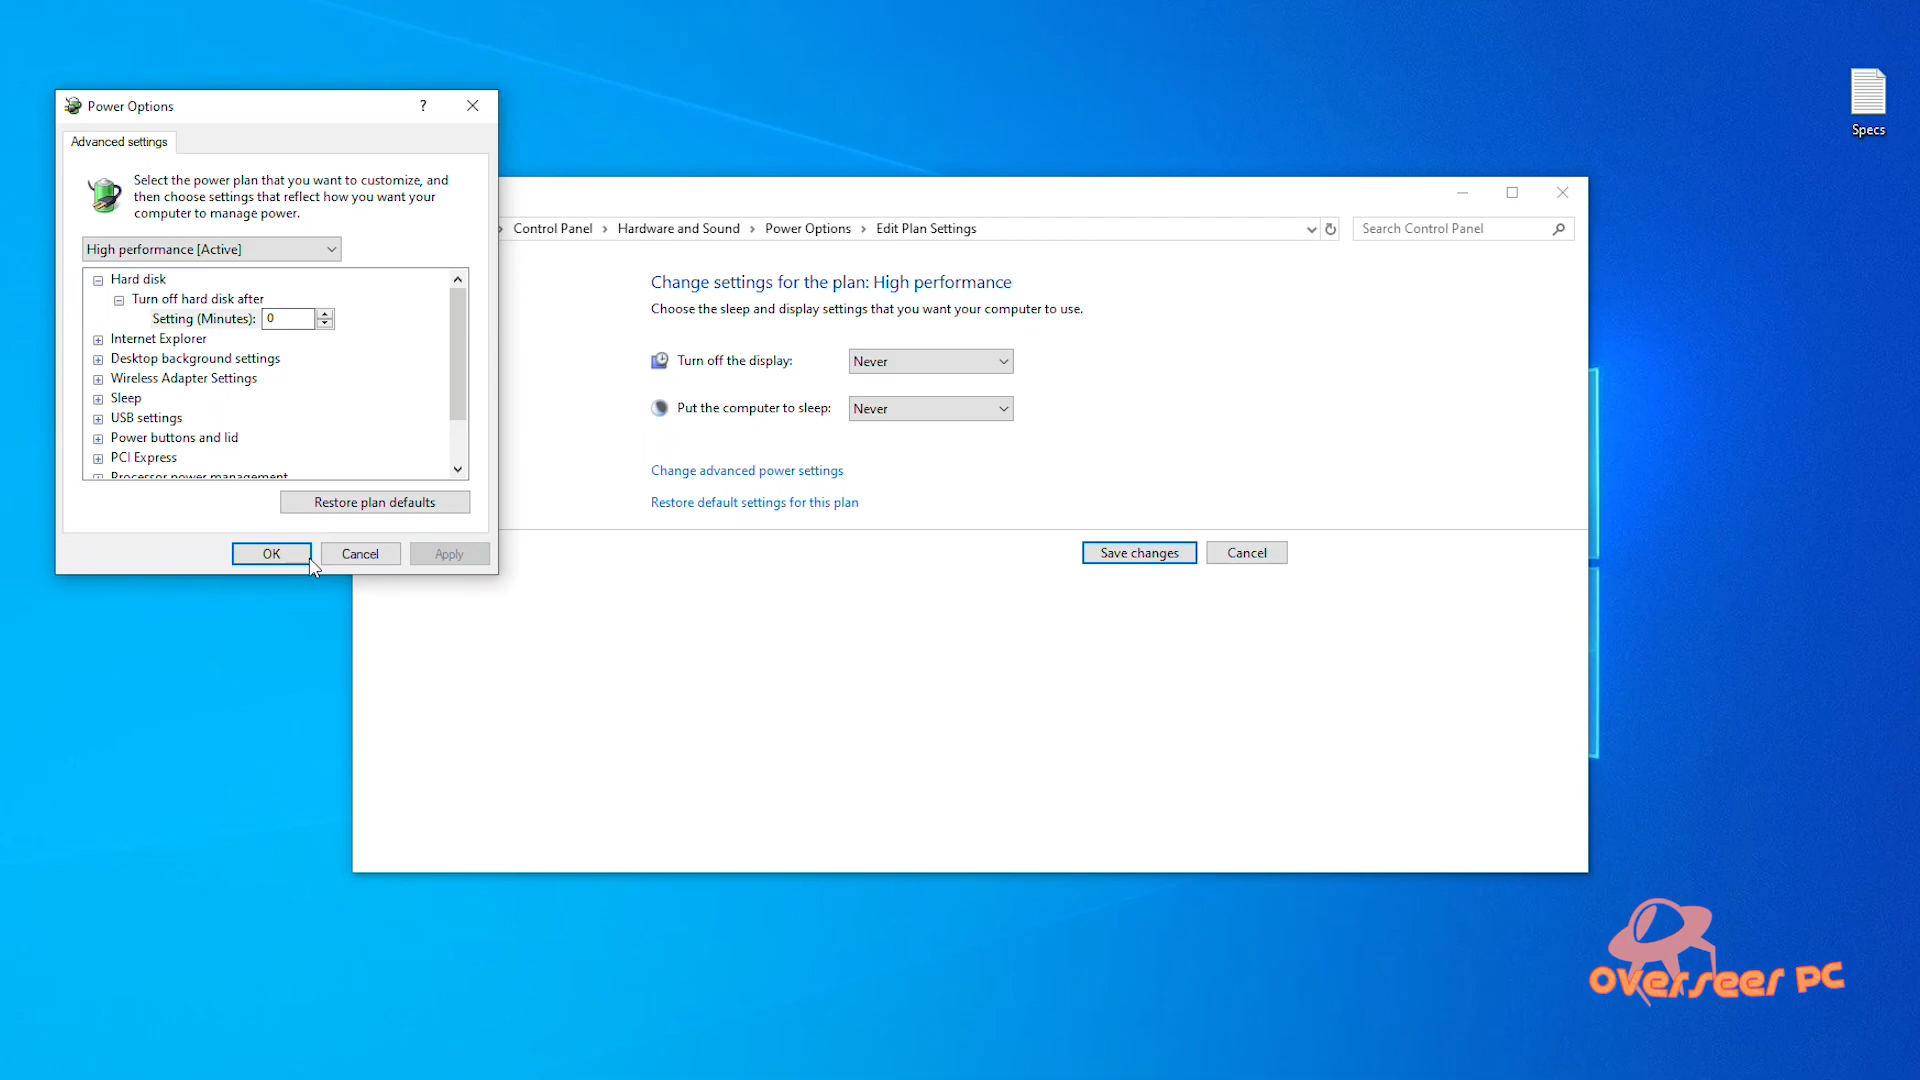 Power Options
?
Advanced settings
Select the power plan that you want to customize, and
then choose settings that reflect how you want your
computer to manage power.
High performance [Active]
Hard disk
Turn off hard disk after
Setting (Minutes): 0
Internet Explorer
Desktop background settings
Wireless Adapter Settings
Sleep
USB settings
Power buttons and lid
PCI Express
Processor power management
Restore plan defaults
OK Cancel Apply
Control Panel > Hardware and Sound > Power Options > Edit Plan Settings
Search Control Panel
Change settings for the plan: High performance
Choose the sleep and display settings that you want your computer to use.
Turn off the display: Never
Put the computer to sleep: Never
Change advanced power settings
Restore default settings for this plan
Save changes Cancel
Specs
Overseer PC